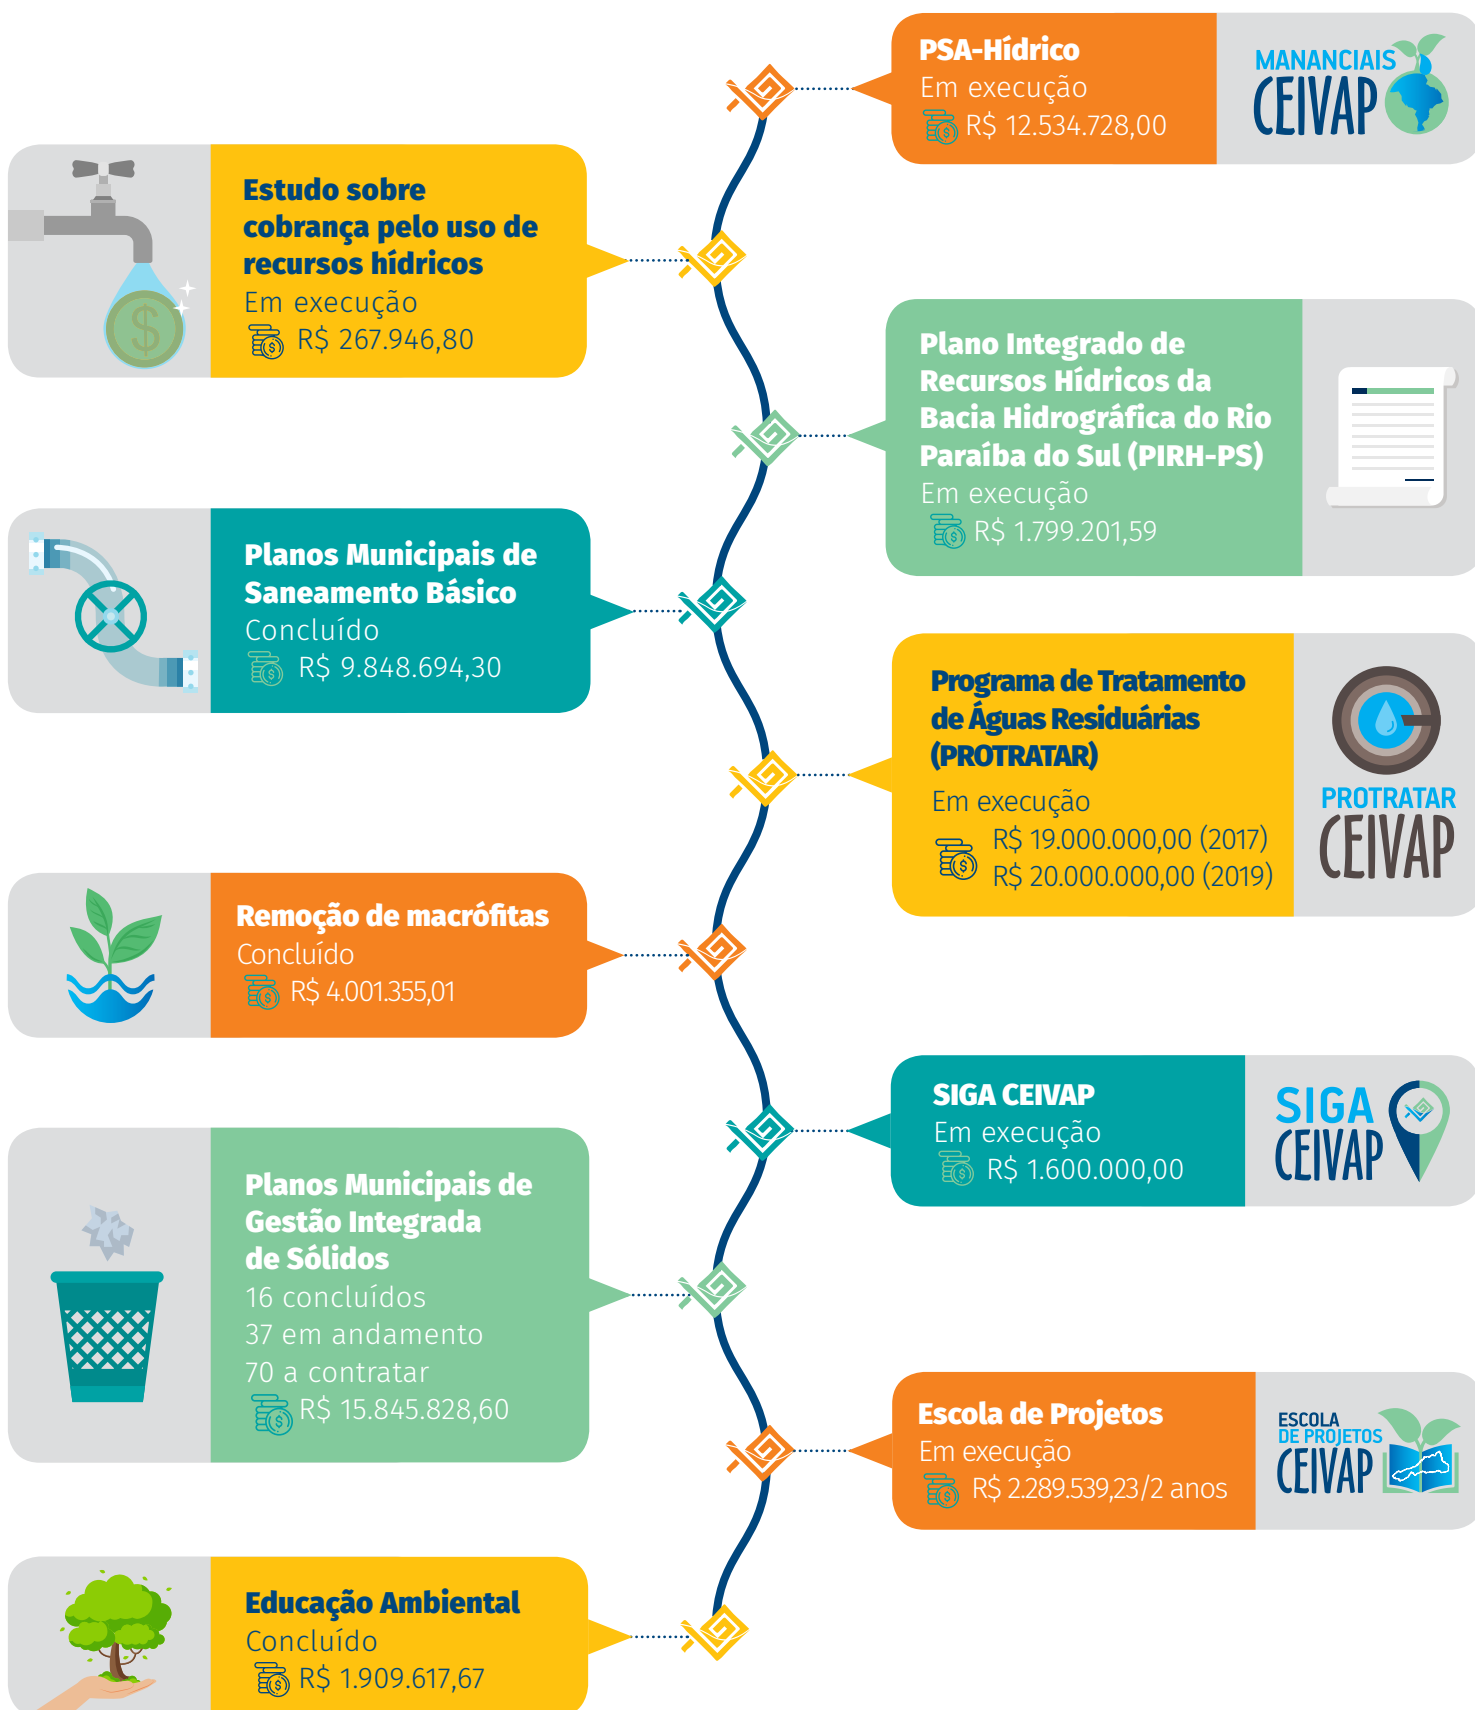 PSA-Hídrico
Em execução
R$ 12.534.728,00
MANANCIAIS
CEIVAP
Estudo sobre
cobrança pelo uso de
recursos hídricos
Em execução
R$ 267.946,80
Plano Integrado de
Recursos Hídricos da
Bacia Hidrográfica do Rio
Paraíba do Sul (PIRH-PS)
Em execução
R$ 1.799.201,59
Planos Municipais de
Saneamento Básico
Concluído
R$ 9.848.694,30
Programa de Tratamento
de Águas Residuárias
(PROTRATAR)
Em execução
R$ 19.000.000,00 (2017)
R$ 20.000.000,00 (2019)
PROTRATAR
CEIVAP
Remoção de macrófitas
Concluído
R$ 4.001.355,01
SIGA CEIVAP
Em execução
R$ 1.600.000,00
SIGA
CEIVAP
Planos Municipais de
Gestão Integrada
de Sólidos
16 concluídos
37 em andamento
70 a contratar
R$ 15.845.828,60
Escola de Projetos
Em execução
R$ 2.289.539,23/2 anos
ESCOLA
DE PROJETOS
CEIVAP
Educação Ambiental
Concluído
R$ 1.909.617,67